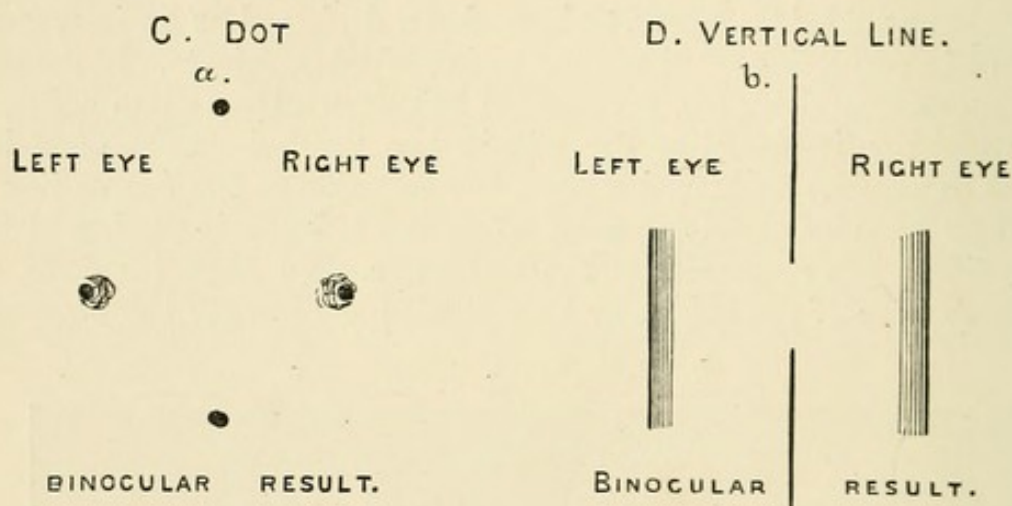 C. DOT
a.
LEFT EYE RIGHT EYE
BINOCULAR RESULT.
D. VERTICAL LINE.
b.
LEFT EYE RIGHT EYE
BINOCULAR RESULT.